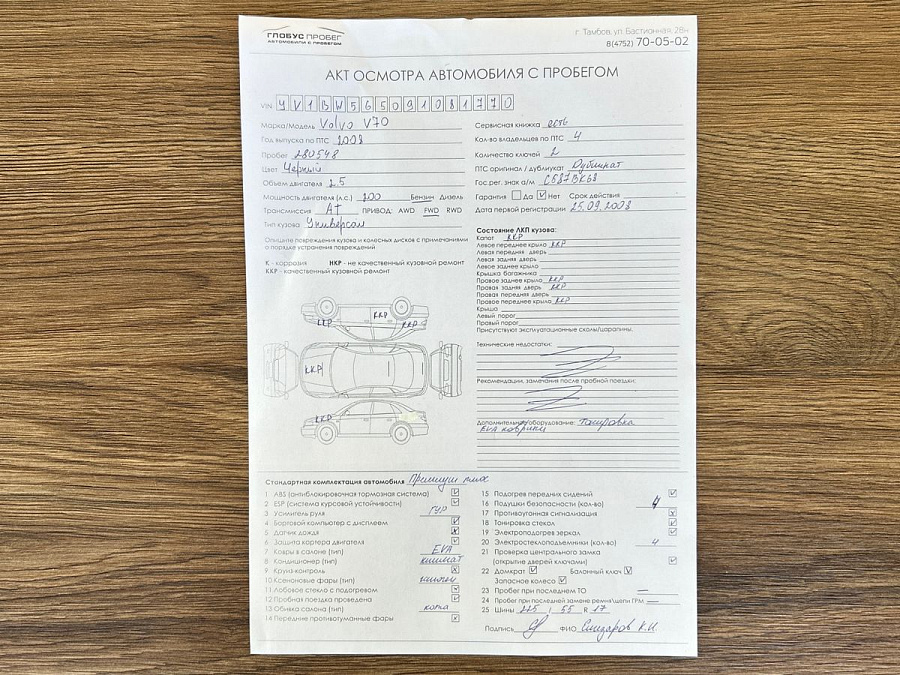 ГЛОБУС ПРОБЕГ
АВТОМОБИЛИ С ПРОБЕГОМ
г. Тамбов, ул. Бастионная, 28н
8(4752) 70-05-02
АКТ ОСМОТРА АВТОМОБИЛЯ С ПРОБЕГОМ
VIN YV1BW565091081770
Марка/Модель Volvo V70
Год выпуска по ПТС 2008
Пробег 280548
Цвет Черный
Объем двигателя 2.5
Мощность двигателя (л.с.) 200 Бензин Дизель
Трансмиссия АТ ПРИВОД: AWD FWD RWD
Тип кузова Универсал
Опишите повреждения кузова и колесных дисков с примечаниями
о порядке устранения повреждений
К - коррозия НКР - не качественный кузовной ремонт
ККР - качественный кузовной ремонт
ККР ККР ККР
ККР
ККР
Сервисная книжка есть
Кол-во владельцев по ПТС 4
Количество ключей 2
ПТС оригинал / дубликат Дубликат
Гос. рег. знак а/м С587ВК68
Гарантия Да Нет Срок действия
Дата первой регистрации 25.09.2008
Состояние ЛКП кузова:
Капот ККР
Левое переднее крыло ККР
Левая передняя дверь
Левая задняя дверь
Левое заднее крыло
Крышка багажника
Правое заднее крыло ККР
Правая задняя дверь ККР
Правая передняя дверь
Правое переднее крыло ККР
Крыша
Левый порог
Правый порог
Присутствуют эксплуатационные сколы/царапины.
Технические недостатки:
Рекомендации, замечания после пробной поездки:
Дополнительное оборудование: Тонировка
EVA коврики
Стандартная комплектация автомобиля Премиум плюс
1 ABS (антиблокировочная тормозная система)
2 ESP (система курсовой устойчивости)
3 Усилитель руля ГУР
4 Бортовой компьютер с дисплеем
5 Датчик дождя
6 Защита картера двигателя
7 Ковры в салоне (тип) EVA
8 Кондиционер (тип) климат
9 Круиз контроль
10 Ксеноновые фары (тип)
11 Лобовое стекло с подогревом
12 Пробная поездка проведена
13 Обивка салона (тип) кожа
14 Передние противотуманные фары
15 Подогрев передних сидений
16 Подушки безопасности (кол-во) 4
17 Противоугонная сигнализация
18 Тонировка стекол
19 Электроподогрев зеркал
20 Электростеклоподъемники (кол-во) 4
21 Проверка центрального замка
(открытие дверей ключами)
22 Домкрат Балонный ключ
Запасное колесо
23 Пробег при последнем ТО —
24 Пробег при последней замене ремня/цепи ГРМ —
25 Шины 225 / 55 R 17
Подпись ФИО